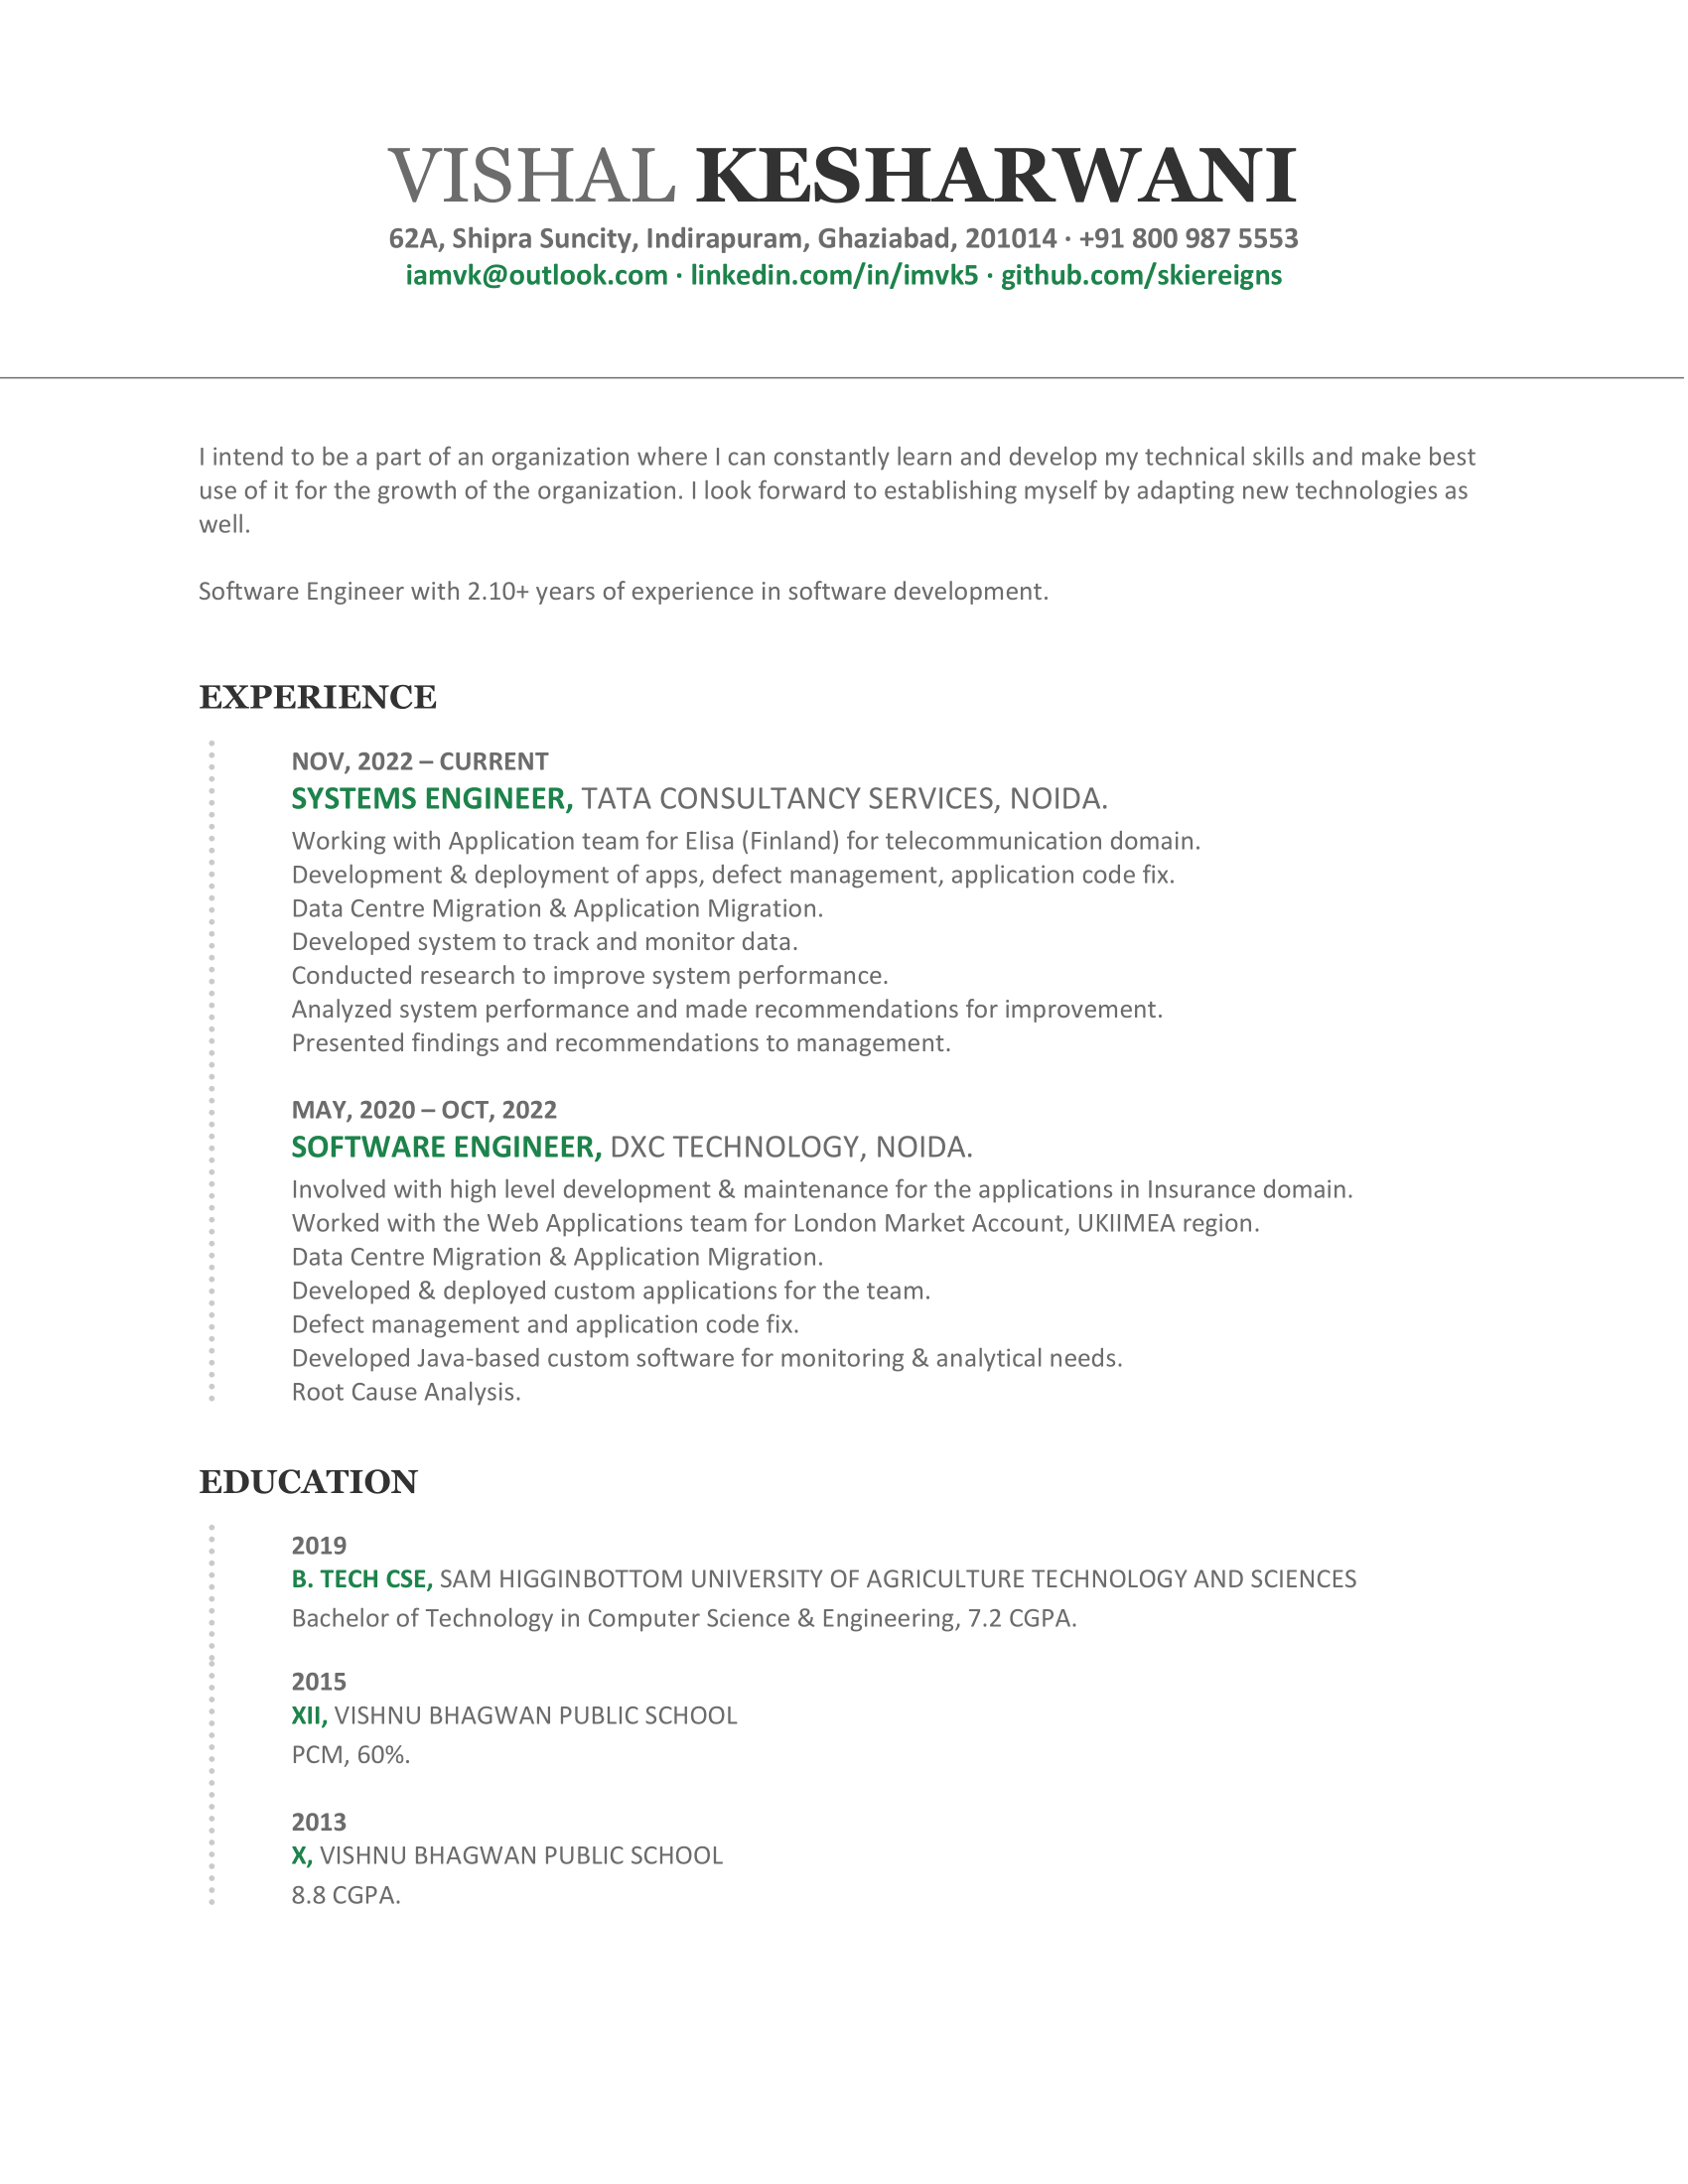 VISHAL KESHARWANI
62A, Shipra Suncity, Indirapuram, Ghaziabad, 201014 · +91 800 987 5553
iamvk@outlook.com · linkedin.com/in/imvk5 · github.com/skiereigns
I intend to be a part of an organization where I can constantly learn and develop my technical skills and make best
use of it for the growth of the organization. I look forward to establishing myself by adapting new technologies as
well.
Software Engineer with 2.10+ years of experience in software development.
EXPERIENCE
NOV, 2022 – CURRENT
SYSTEMS ENGINEER, TATA CONSULTANCY SERVICES, NOIDA.
Working with Application team for Elisa (Finland) for telecommunication domain.
Development & deployment of apps, defect management, application code fix.
Data Centre Migration & Application Migration.
Developed system to track and monitor data.
Conducted research to improve system performance.
Analyzed system performance and made recommendations for improvement.
Presented findings and recommendations to management.
MAY, 2020 – OCT, 2022
SOFTWARE ENGINEER, DXC TECHNOLOGY, NOIDA.
Involved with high level development & maintenance for the applications in Insurance domain.
Worked with the Web Applications team for London Market Account, UKIIMEA region.
Data Centre Migration & Application Migration.
Developed & deployed custom applications for the team.
Defect management and application code fix.
Developed Java-based custom software for monitoring & analytical needs.
Root Cause Analysis.
EDUCATION
2019
B. TECH CSE, SAM HIGGINBOTTOM UNIVERSITY OF AGRICULTURE TECHNOLOGY AND SCIENCES
Bachelor of Technology in Computer Science & Engineering, 7.2 CGPA.
2015
XII, VISHNU BHAGWAN PUBLIC SCHOOL
PCM, 60%.
2013
X, VISHNU BHAGWAN PUBLIC SCHOOL
8.8 CGPA.